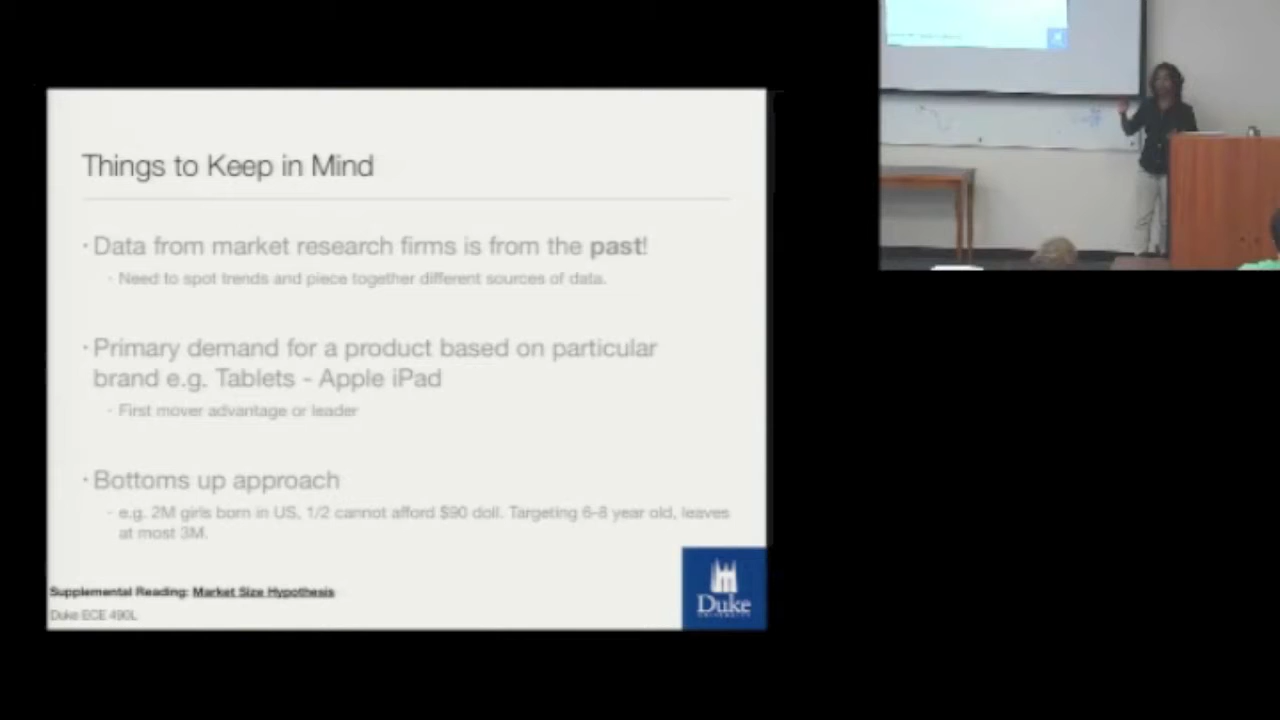 Things to Keep in Mind
· Data from market research firms is from the past!
· Need to spot trends and piece together different sources of data.
· Primary demand for a product based on particular
brand e.g. Tablets - Apple iPad
· First mover advantage or leader
· Bottoms up approach
· e.g. 2M girls born in US, 1/2 cannot afford $90 doll. Targeting 6-8 year old, leaves
at most 3M.
Supplemental Reading: Market Size Hypothesis
Duke ECE 490L
Duke
UNIVERSITY